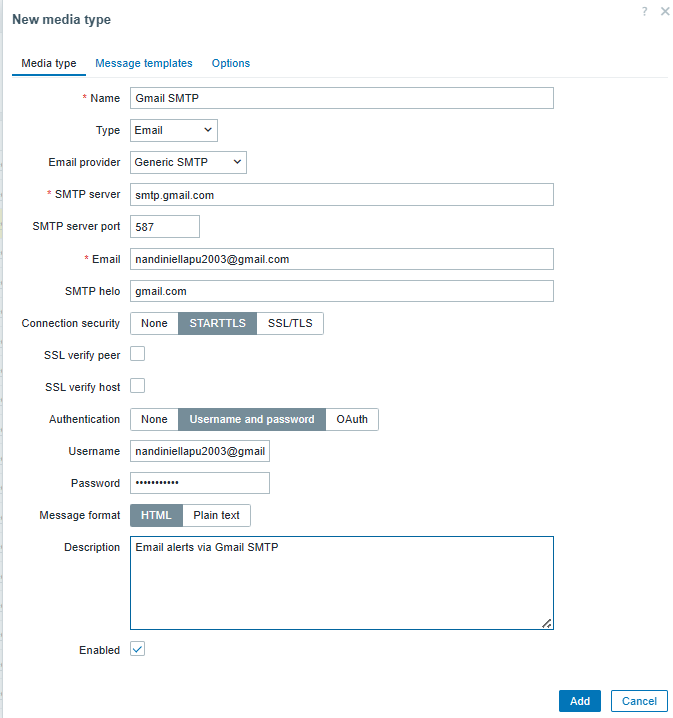 New media type
? ×
Media type Message templates Options
* Name Gmail SMTP
Type Email
Email provider Generic SMTP
* SMTP server smtp.gmail.com
SMTP server port 587
* Email nandiniellapu2003@gmail.com
SMTP helo gmail.com
Connection security None STARTTLS SSL/TLS
SSL verify peer
SSL verify host
Authentication None Username and password OAuth
Username nandiniellapu2003@gmail
Password •••••••••••
Message format HTML Plain text
Description Email alerts via Gmail SMTP
Enabled
Add Cancel